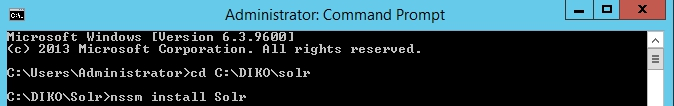 Administrator: Command Prompt
Microsoft Windows [Version 6.3.9600]
(c) 2013 Microsoft Corporation. All rights reserved.
C:\Users\Administrator>cd C:\DIKO\solr
C:\DIKO\Solr>nssm install Solr